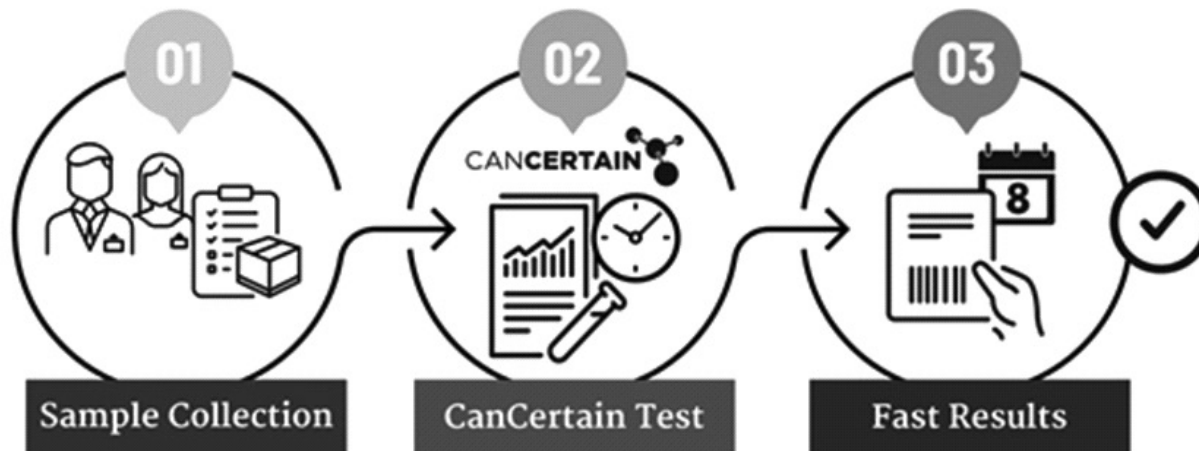 01
02
03
CANCERTAIN
8
Sample Collection
CanCertain Test
Fast Results